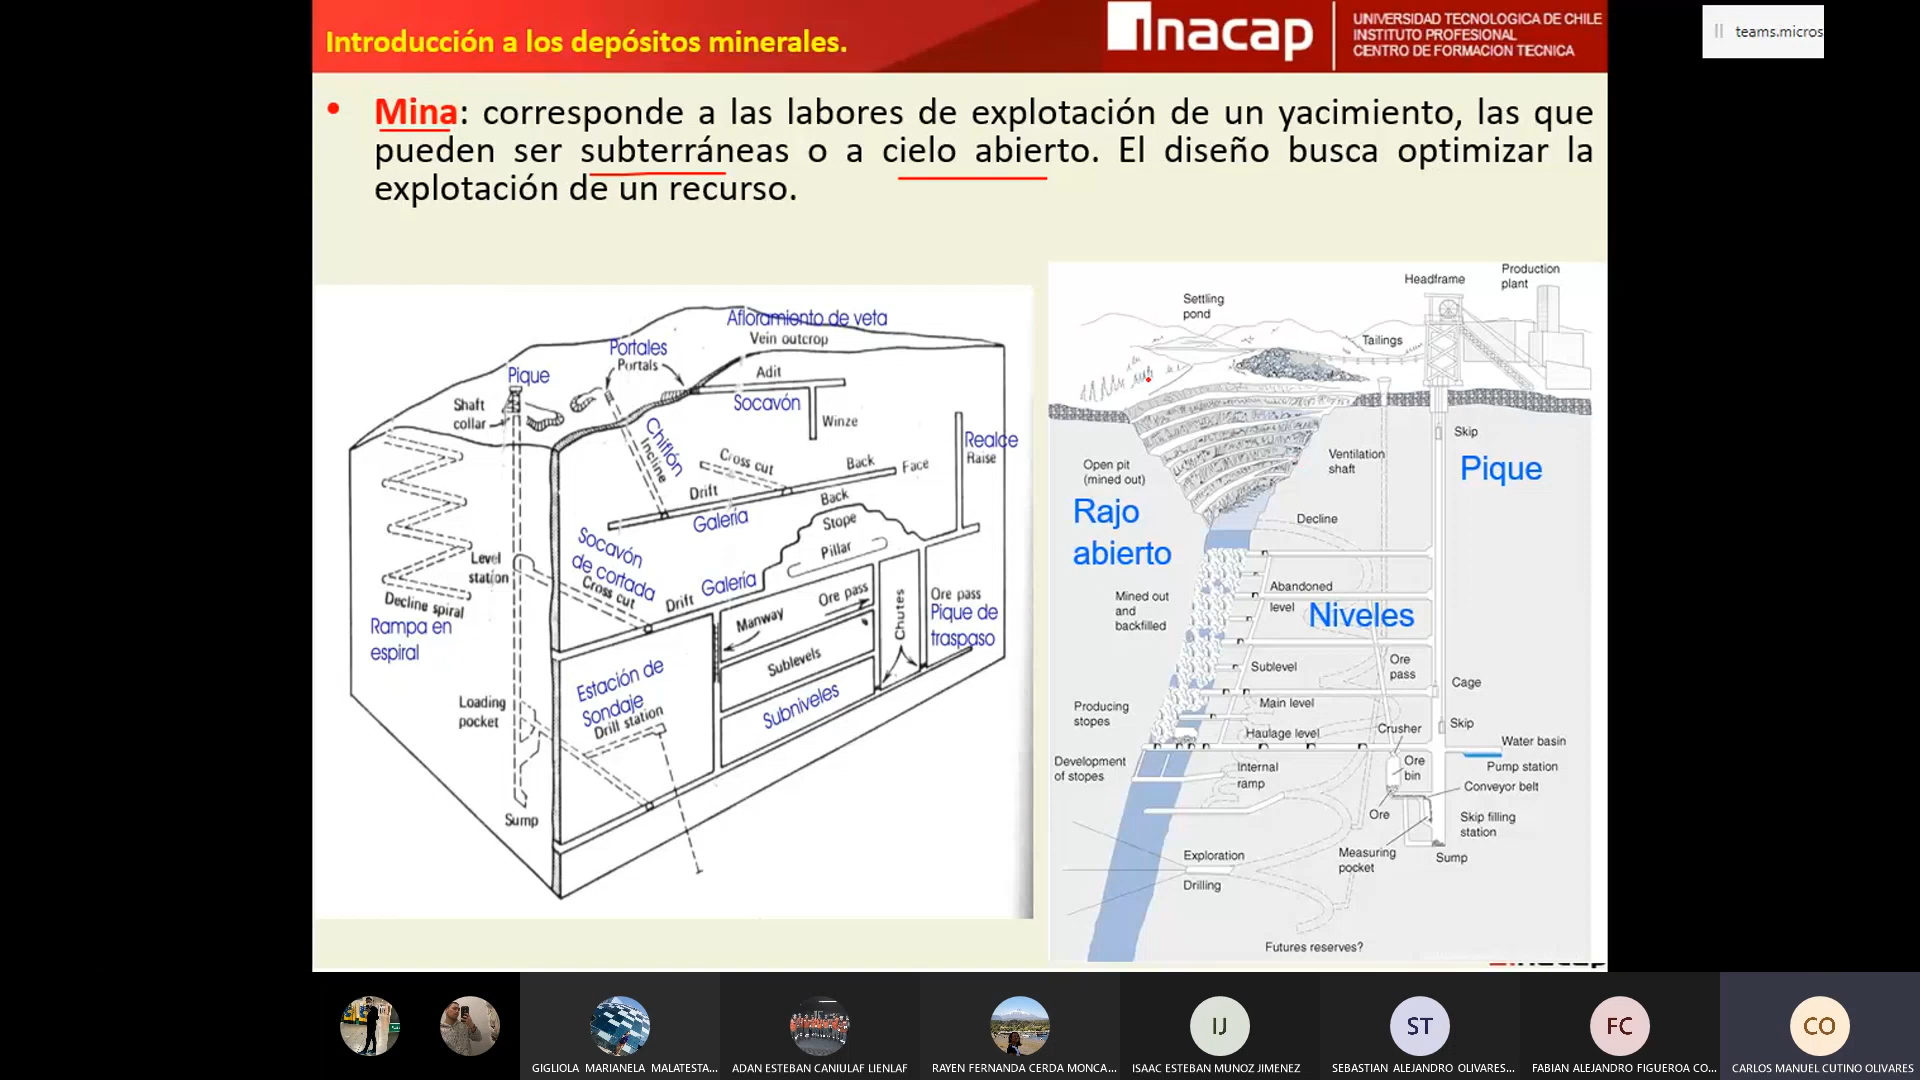 Introducción a los depósitos minerales.
inacap
UNIVERSIDAD TECNOLOGICA DE CHILE
INSTITUTO PROFESIONAL
CENTRO DE FORMACION TECNICA
teams.micros
• Mina: corresponde a las labores de explotación de un yacimiento, las que
pueden ser subterráneas o a cielo abierto. El diseño busca optimizar la
explotación de un recurso.
Afloramiento de veta
Vein outcrop
Portales
Portals
Pique
Shaft
collar
Adit
Socavón
Winze
Chiflón
Incline
Cross cut
Back
Face
Realce
Raise
Drift
Galería
Back
Stope
Pillar
Socavón
de cortada
Cross cut
Level
station
Decline spiral
Rampa en
espiral
Drift
Galería
Manway
Ore pass
Chutes
Ore pass
Pique de
traspaso
Sublevels
Subniveles
Estación de
Sondaje
Drill station
Loading
pocket
Sump
Headframe
Production
plant
Settling
pond
Tailings
Skip
Pique
Open pit
(mined out)
Ventilation
shaft
Rajo
abierto
Decline
Abandoned
level
Niveles
Mined out
and
backfilled
Sublevel
Ore
pass
Cage
Main level
Producing
stopes
Skip
Crusher
Haulage level
Water basin
Development
of stopes
Internal
ramp
Ore
bin
Pump station
Conveyor belt
Ore
Skip filling
station
Measuring
pocket
Sump
Exploration
Drilling
Futures reserves?
IJ
ST
FC
CO
GIGLIOLA MARIANELA MALATESTA...
ADAN ESTEBAN CANIULAF LIENLAF
RAYEN FERNANDA CERDA MONCA...
ISAAC ESTEBAN MUNOZ JIMENEZ
SEBASTIAN ALEJANDRO OLIVARES...
FABIAN ALEJANDRO FIGUEROA CO...
CARLOS MANUEL CUTINO OLIVARES